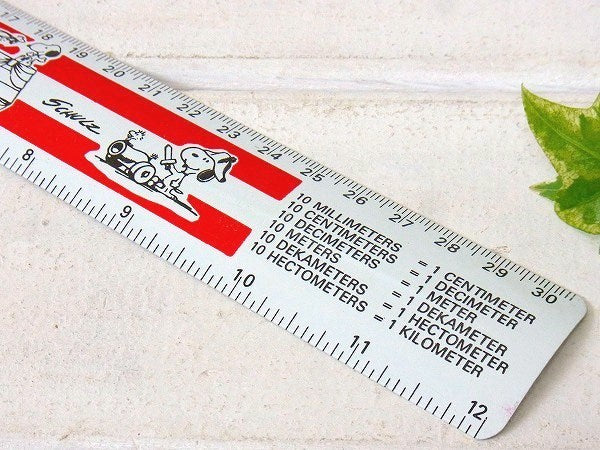 17 18 19 20 21 22 23 24 25 26 27 28 29 30
SCHULZ
10 MILLIMETERS = 1 CENTIMETER
10 CENTIMETERS = 1 DECIMETER
10 DECIMETERS = 1 METER
10 METERS = 1 DEKAMETER
10 DEKAMETERS = 1 HECTOMETER
10 HECTOMETERS = 1 KILOMETER
8 9 10 11 12